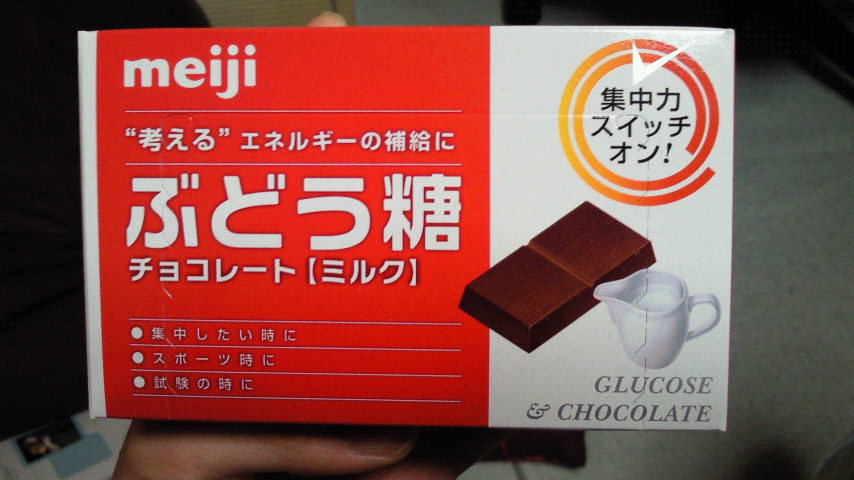 meiji
“考える” エネルギーの補給に
ぶどう糖
チョコレート【ミルク】
●集中したい時に
●スポーツ時に
●試験の時に
集中力
スイッチ
オン!
GLUCOSE
& CHOCOLATE